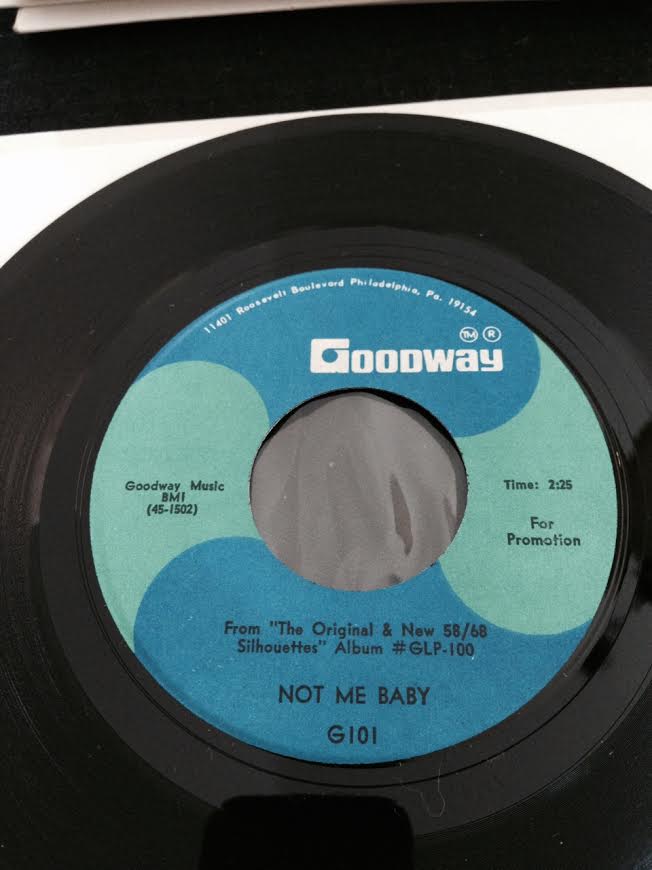 11401 Roosevelt Boulevard Philadelphia, Pa. 19154
TM R
GOODWAY
Goodway Music
BMI
(45-1502)
Time: 2:25
For
Promotion
From "The Original & New 58/68
Silhouettes" Album #GLP-100
NOT ME BABY
G101